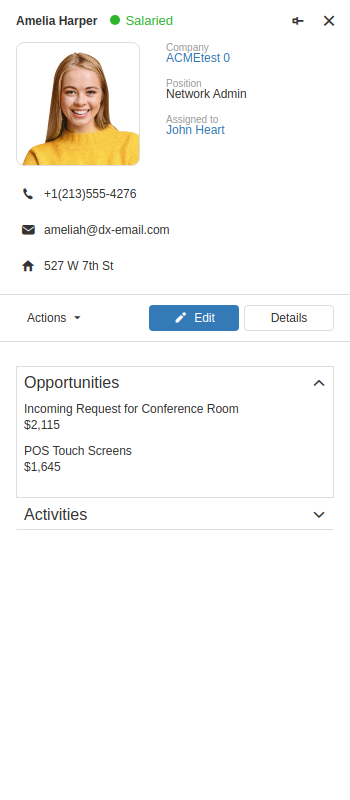 Amelia Harper Salaried
Company
ACMEtest 0
Position
Network Admin
Assigned to
John Heart
+1(213)555-4276
ameliah@dx-email.com
527 W 7th St
Actions Edit Details
Opportunities
Incoming Request for Conference Room
$2,115
POS Touch Screens
$1,645
Activities